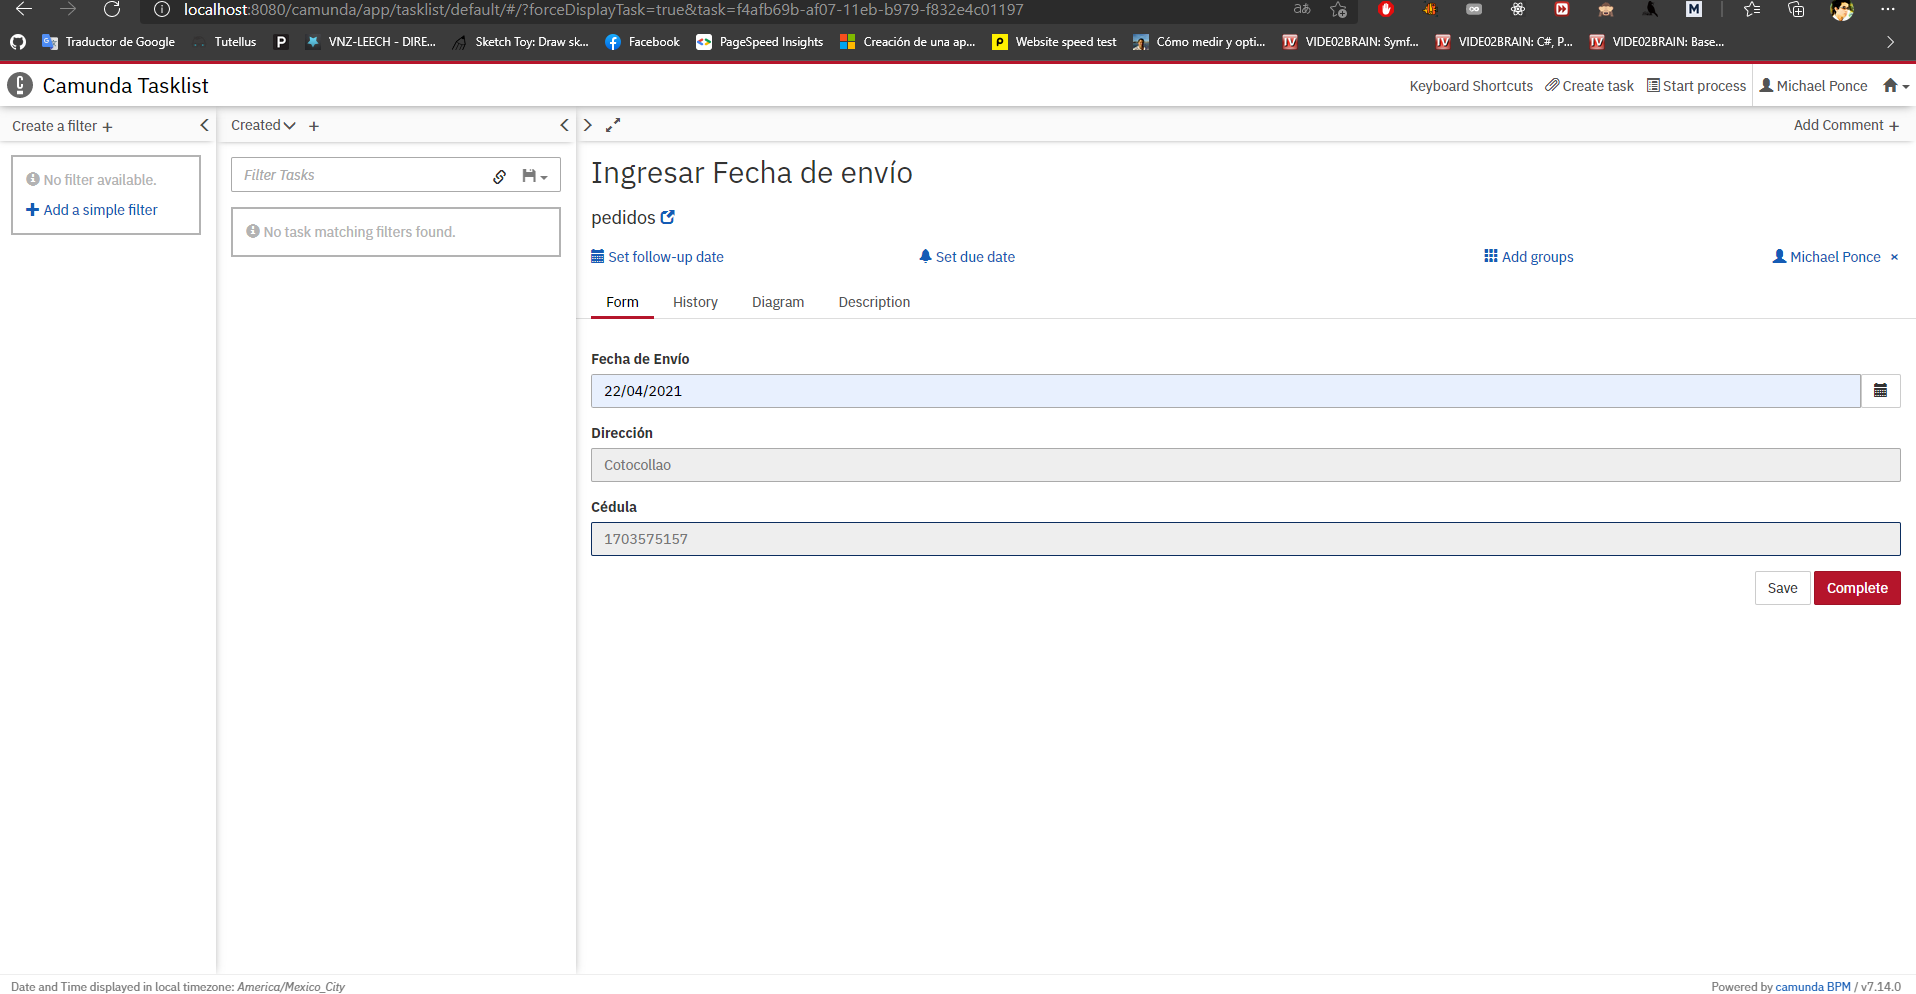 localhost:8080/camunda/app/tasklist/default/#/?forceDisplayTask=true&task=f4afb69b-af07-11eb-b979-f832e4c01197
Traductor de Google Tutellus VNZ-LEECH - DIRE... Sketch Toy: Draw sk... Facebook PageSpeed Insights Creación de una ap... Website speed test Cómo medir y opti... VIDE02BRAIN: Symf... VIDE02BRAIN: C#, P... VIDE02BRAIN: Base...
Camunda Tasklist Keyboard Shortcuts Create task Start process Michael Ponce
Create a filter + Created + Add Comment +
No filter available.
Add a simple filter
Filter Tasks
No task matching filters found.
Ingresar Fecha de envío
pedidos
Set follow-up date Set due date Add groups Michael Ponce ×
Form History Diagram Description
Fecha de Envío
22/04/2021
Dirección
Cotocollao
Cédula
1703575157
Save Complete
Date and Time displayed in local timezone: America/Mexico_City Powered by camunda BPM / v7.14.0